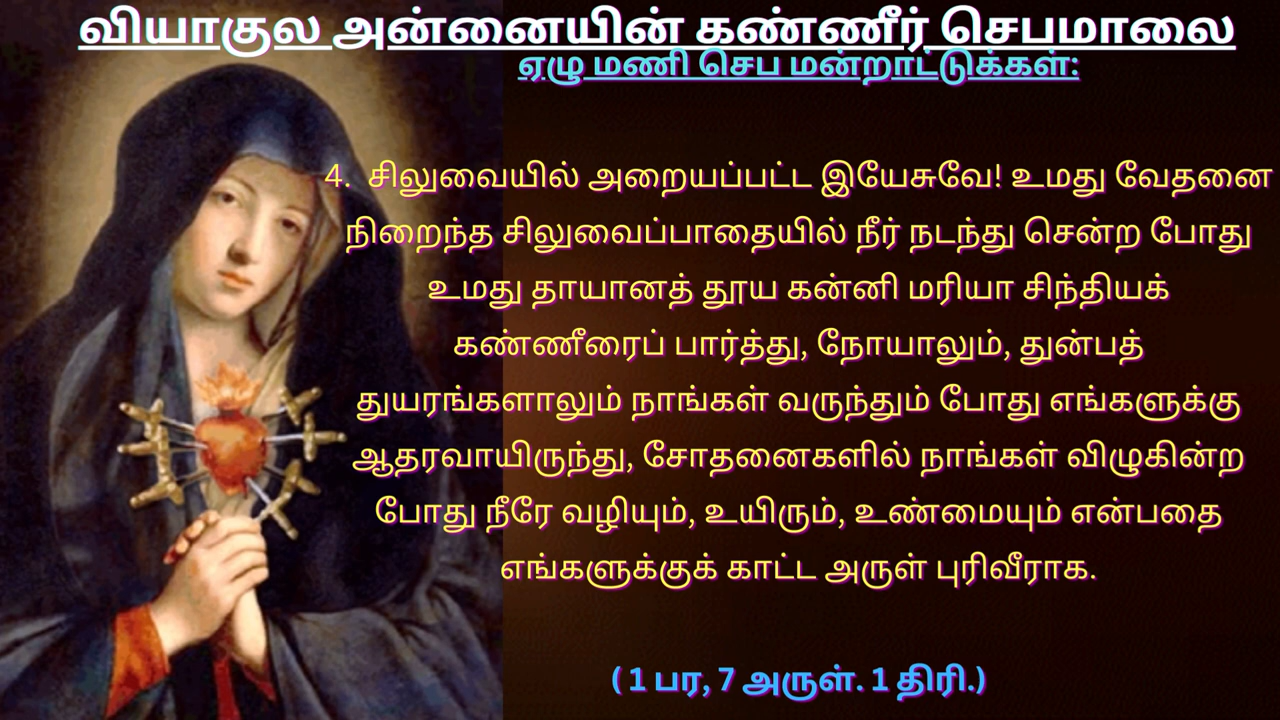 வியாகுல அன்னையின் கண்ணீர் செபமாலை
ஏழு மணி செப மன்றாட்டுக்கள்:
4. சிலுவையில் அறையப்பட்ட இயேசுவே! உமது வேதனை
நிறைந்த சிலுவைப்பாதையில் நீர் நடந்து சென்ற போது
உமது தாயானத் தூய கன்னி மரியா சிந்தியக்
கண்ணீரைப் பார்த்து, நோயாலும், துன்பத்
துயரங்களாலும் நாங்கள் வருந்தும் போது எங்களுக்கு
ஆதரவாயிருந்து, சோதனைகளில் நாங்கள் விழுகின்ற
போது நீரே வழியும், உயிரும், உண்மையும் என்பதை
எங்களுக்குக் காட்ட அருள் புரிவீராக.
( 1 பர, 7 அருள். 1 திரி.)